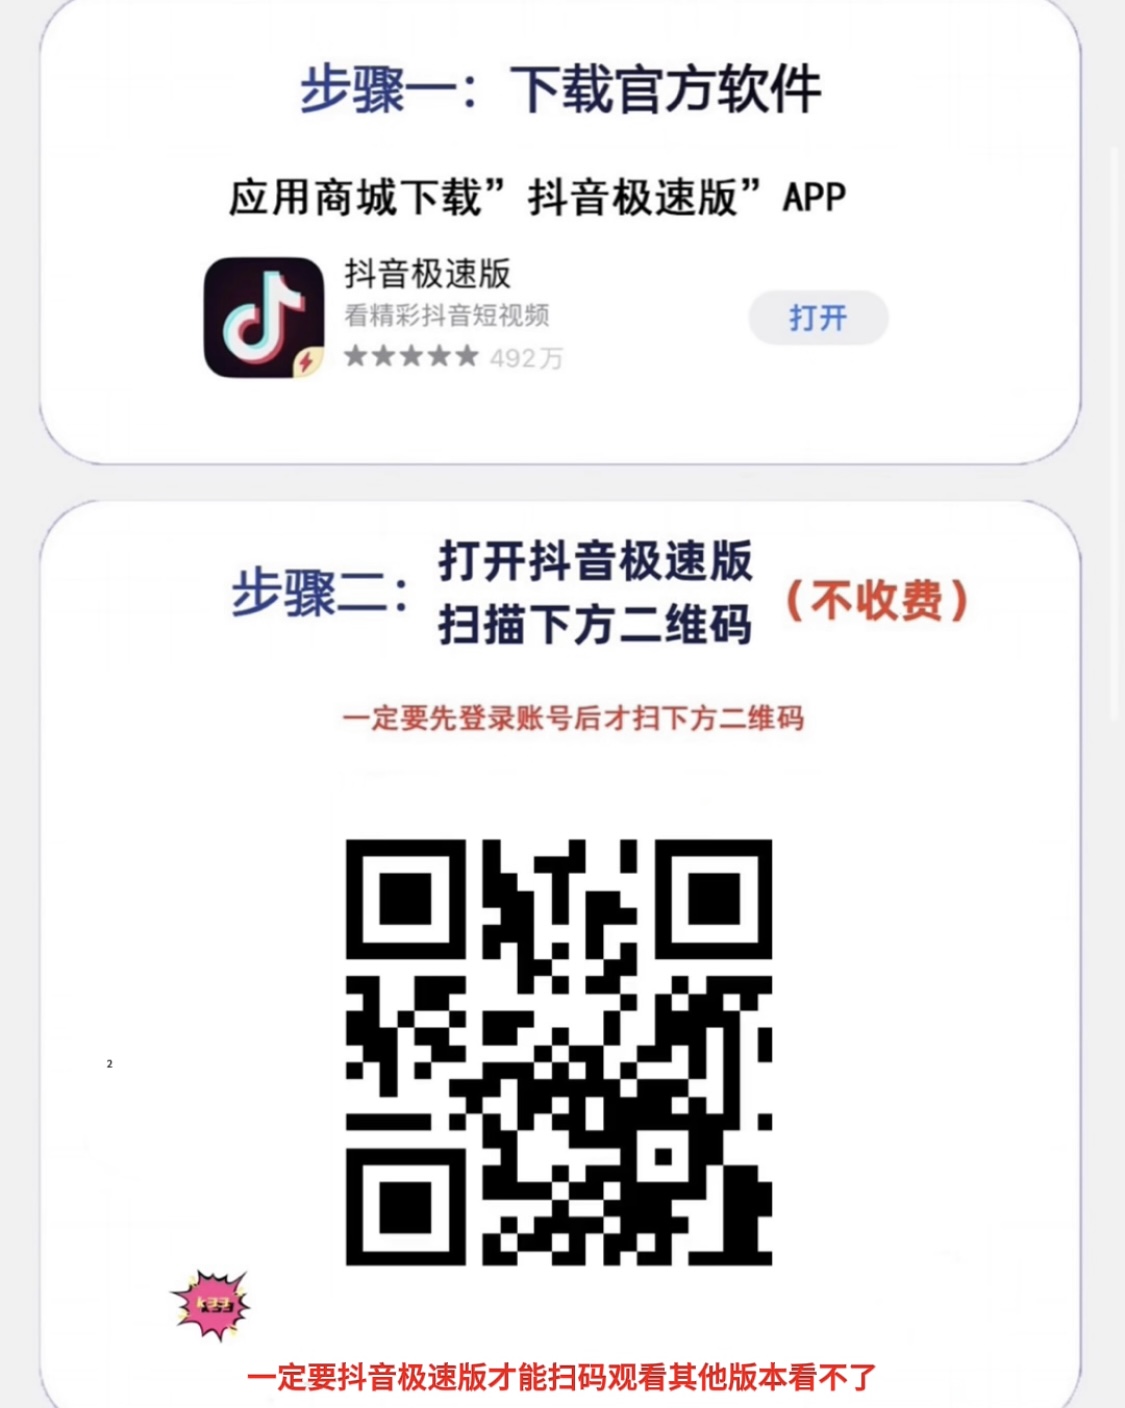 步骤一：下载官方软件
应用商城下载”抖音极速版”APP
抖音极速版
看精彩抖音短视频
492万
打开
步骤二：
打开抖音极速版
扫描下方二维码
（不收费）
一定要先登录账号后才扫下方二维码
2
k33
一定要抖音极速版才能扫码观看其他版本看不了